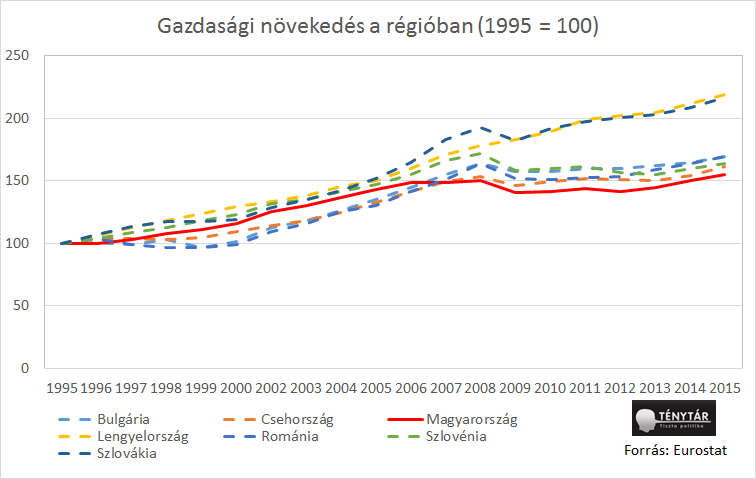 Gazdasági növekedés a régióban (1995 = 100)
250
200
150
100
50
0
1995 1996 1997 1998 1999 2000 2002 2003 2004 2005 2006 2007 2008 2009 2010 2011 2012 2013 2014 2015
Bulgária Csehország Magyarország
Lengyelország Románia Szlovénia
Szlovákia
TÉNYTÁR
Tiszta politika
Forrás: Eurostat